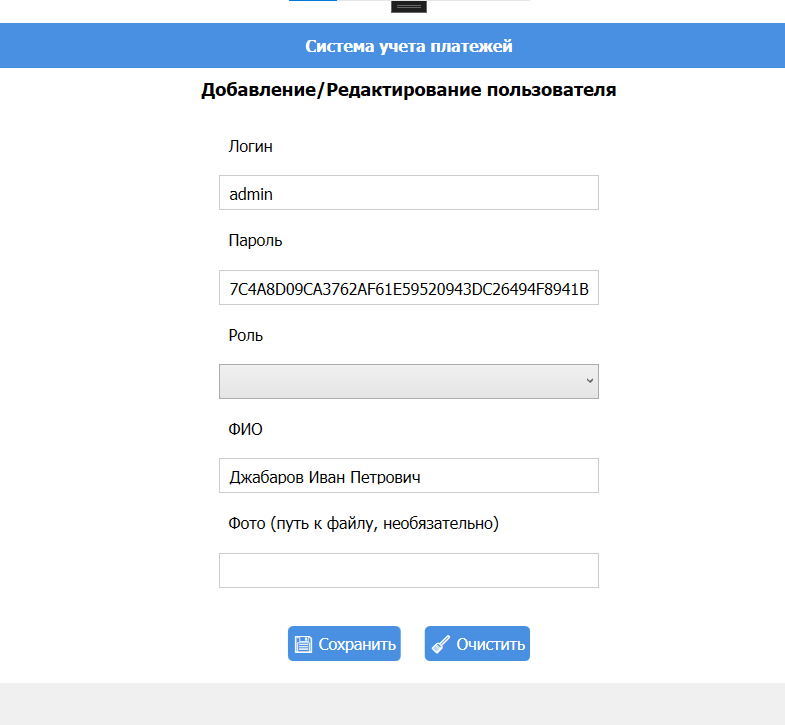 Система учета платежей
Добавление/Редактирование пользователя
Логин
admin
Пароль
7C4A8D09CA3762AF61E59520943DC26494F8941B
Роль
ФИО
Джабаров Иван Петрович
Фото (путь к файлу, необязательно)
Сохранить
Очистить